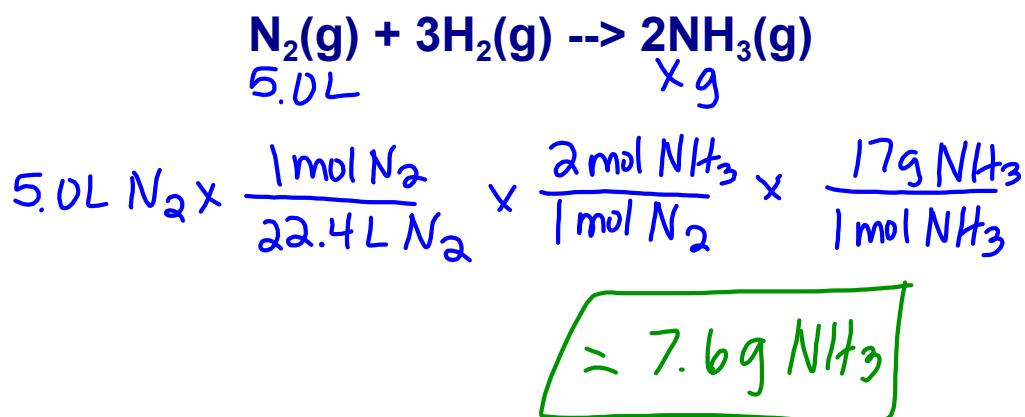 N₂(g) + 3H₂(g) --> 2NH₃(g)
5.0L x g
5.0L N₂ x 1 mol N₂ / 22.4 L N₂ x 2 mol NH₃ / 1 mol N₂ x 17g NH₃ / 1 mol NH₃
= 7.6g NH₃